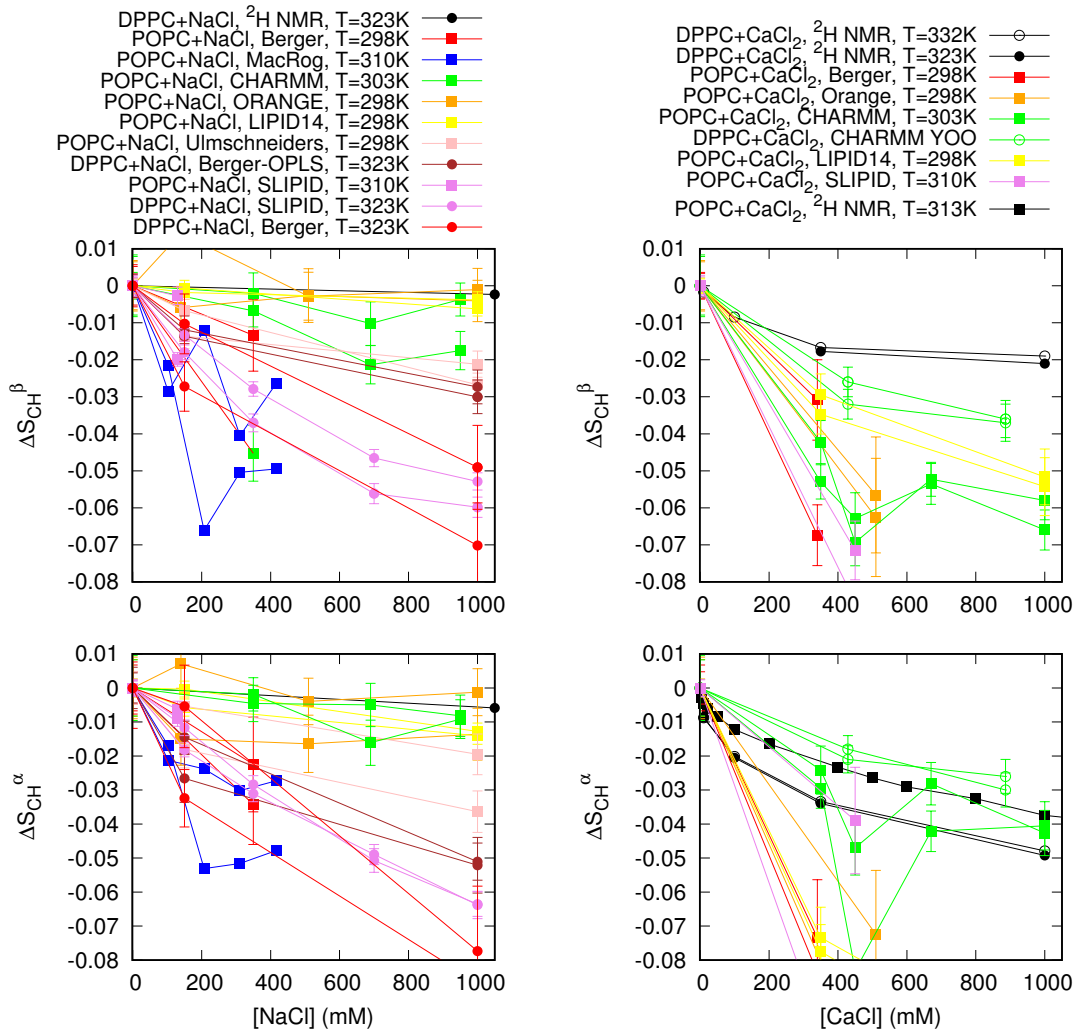 DPPC+NaCl, ²H NMR, T=323K
POPC+NaCl, Berger, T=298K
POPC+NaCl, MacRog, T=310K
POPC+NaCl, CHARMM, T=303K
POPC+NaCl, ORANGE, T=298K
POPC+NaCl, LIPID14, T=298K
POPC+NaCl, Ulmschneiders, T=298K
DPPC+NaCl, Berger-OPLS, T=323K
POPC+NaCl, SLIPID, T=310K
DPPC+NaCl, SLIPID, T=323K
DPPC+NaCl, Berger, T=323K
0.01
0
-0.01
-0.02
-0.03
-0.04
-0.05
-0.06
-0.07
-0.08
ΔS_CH^β
0 200 400 600 800 1000
DPPC+CaCl₂, ²H NMR, T=332K
DPPC+CaCl₂, ²H NMR, T=323K
POPC+CaCl₂, Berger, T=298K
POPC+CaCl₂, Orange, T=298K
POPC+CaCl₂, CHARMM, T=303K
DPPC+CaCl₂, CHARMM YOO
POPC+CaCl₂, LIPID14, T=298K
POPC+CaCl₂, SLIPID, T=310K
POPC+CaCl₂, ²H NMR, T=313K
0.01
0
-0.01
-0.02
-0.03
-0.04
-0.05
-0.06
-0.07
-0.08
ΔS_CH^β
0 200 400 600 800 1000
0.01
0
-0.01
-0.02
-0.03
-0.04
-0.05
-0.06
-0.07
-0.08
ΔS_CH^α
0 200 400 600 800 1000
[NaCl] (mM)
0.01
0
-0.01
-0.02
-0.03
-0.04
-0.05
-0.06
-0.07
-0.08
ΔS_CH^α
0 200 400 600 800 1000
[CaCl] (mM)